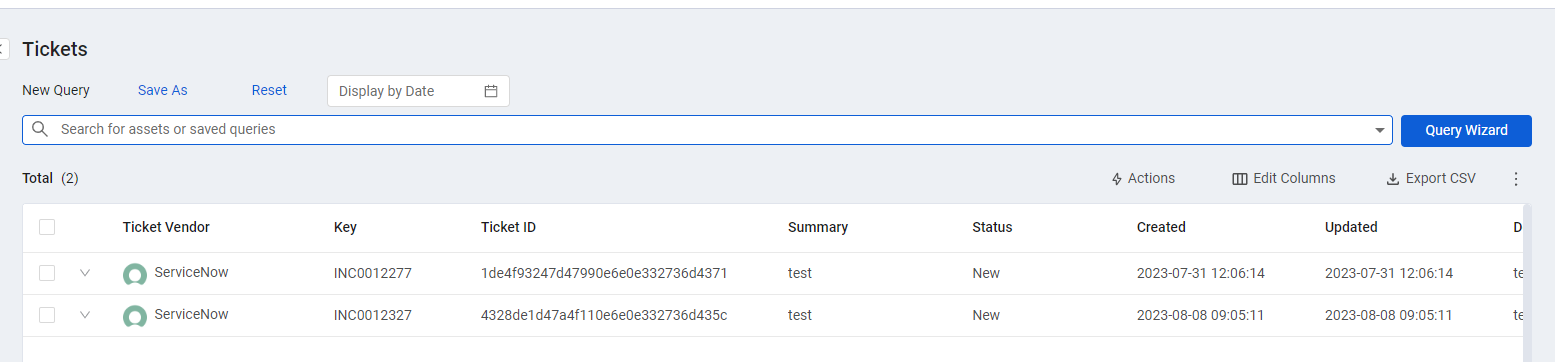 Tickets
New Query Save As Reset Display by Date
Search for assets or saved queries Query Wizard
Total (2) Actions Edit Columns Export CSV
Ticket Vendor Key Ticket ID Summary Status Created Updated D
ServiceNow INC0012277 1de4f93247d47990e6e0e332736d4371 test New 2023-07-31 12:06:14 2023-07-31 12:06:14 te
ServiceNow INC0012327 4328de1d47a4f110e6e0e332736d435c test New 2023-08-08 09:05:11 2023-08-08 09:05:11 te